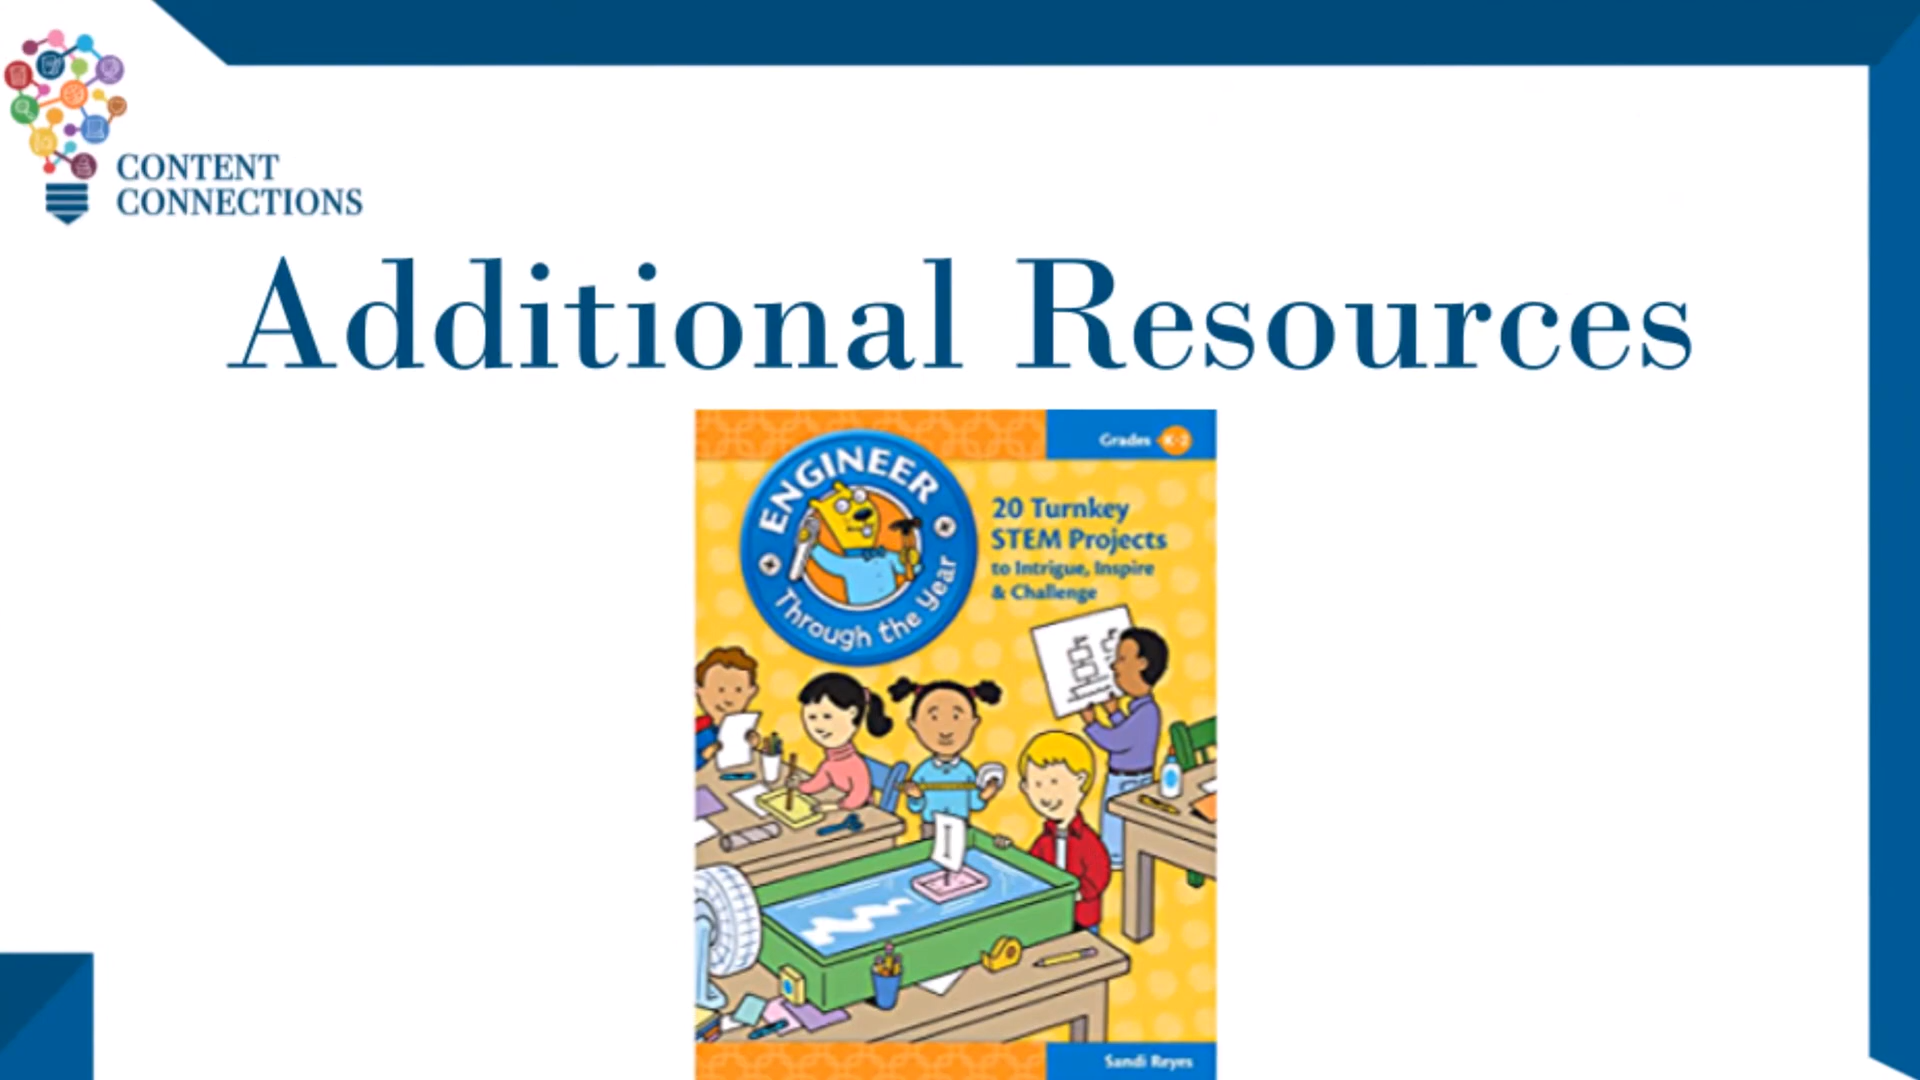 CONTENT
CONNECTIONS
Additional Resources
Grades K-2
ENGINEER
Through the Year
20 Turnkey
STEM Projects
to Intrigue, Inspire
& Challenge
Sandi Reyes